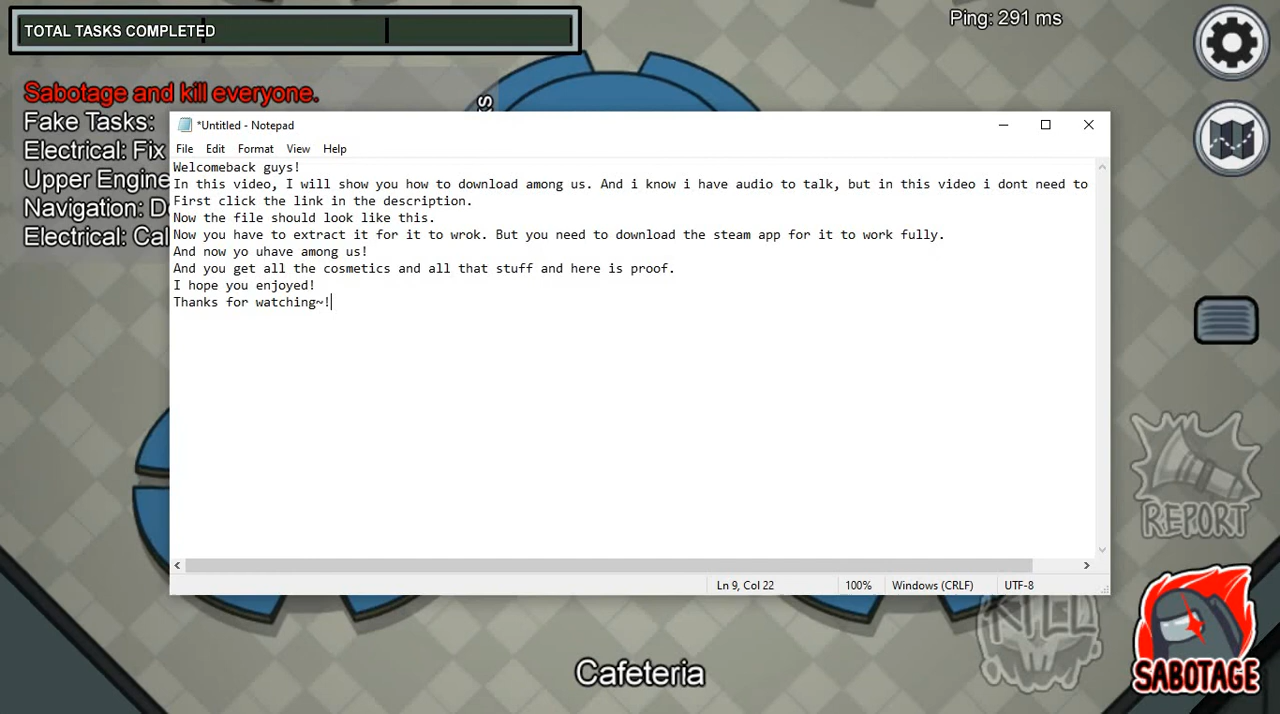 TOTAL TASKS COMPLETED
Ping: 291 ms
Sabotage and kill everyone.
Fake Tasks:
Electrical: Fix
Upper Engine
Navigation: D
Electrical: Cal
*Untitled - Notepad
File Edit Format View Help
Welcomeback guys!
In this video, I will show you how to download among us. And i know i have audio to talk, but in this video i dont need to
First click the link in the description.
Now the file should look like this.
Now you have to extract it for it to wrok. But you need to download the steam app for it to work fully.
And now yo uhave among us!
And you get all the cosmetics and all that stuff and here is proof.
I hope you enjoyed!
Thanks for watching~!
Ln 9, Col 22 100% Windows (CRLF) UTF-8
REPORT
KILL
SABOTAGE
Cafeteria